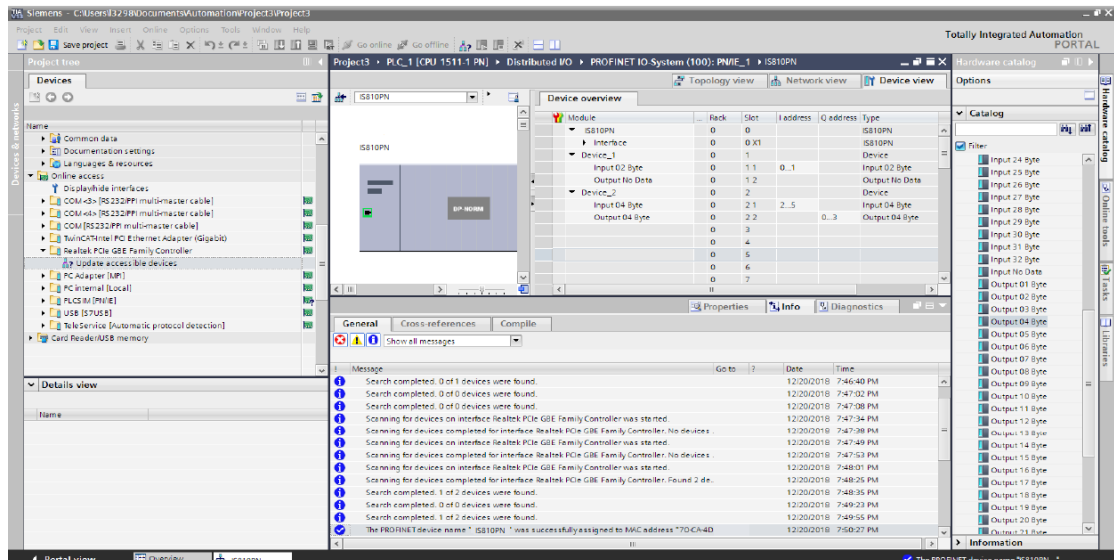 Siemens - C:\Users\13298\Documents\Automation\Project3\Project3
Project Edit View Insert Online Options Tools Window Help
Totally Integrated Automation
PORTAL
Save project
Go online
Go offline
Project tree
Project3 PLC_1 [CPU 1511-1 PN] Distributed I/O PROFINET IO-System (100): PN/IE_1 IS810PN
Hardware catalog
Devices
Topology view
Network view
Device view
Options
IS810PN
Device overview
Catalog
Name
Common data
Documentation settings
Languages & resources
Online access
Display/hide interfaces
COM <3> [RS232/PPI multi-master cable]
COM <4> [RS232/PPI multi-master cable]
COM [RS232/PPI multi-master cable]
TwinCAT-Intel PCI Ethernet Adapter (Gigabit)
Realtek PCIe GBE Family Controller
Update accessible devices
PC Adapter [MPI]
PC internal [Local]
PLCSIM [PN/IE]
USB [S7USB]
TeleService [Automatic protocol detection]
Card Reader/USB memory
IS810PN
DP-NORM
Module ... Rack Slot I address Q address Type
IS810PN 0 0 IS810PN
Interface 0 0 X1 IS810PN
Device_1 0 1 Device
Input 02 Byte 0 1 1 0...1 Input 02 Byte
Output No Data 0 1 2 Output No Data
Device_2 0 2 Device
Input 04 Byte 0 2 1 2...5 Input 04 Byte
Output 04 Byte 0 2 2 0...3 Output 04 Byte
0 3
0 4
0 5
0 6
0 7
Filter
Input 24 Byte
Input 25 Byte
Input 26 Byte
Input 27 Byte
Input 28 Byte
Input 29 Byte
Input 30 Byte
Input 31 Byte
Input 32 Byte
Input No Data
Output 01 Byte
Output 02 Byte
Output 03 Byte
Output 04 Byte
Output 05 Byte
Output 06 Byte
Output 07 Byte
Output 08 Byte
Output 09 Byte
Output 10 Byte
Output 11 Byte
Output 12 Byte
Output 13 Byte
Output 14 Byte
Output 15 Byte
Output 16 Byte
Output 17 Byte
Output 18 Byte
Output 19 Byte
Output 20 Byte
Information
Devices & networks
Hardware catalog
Online tools
Tasks
Libraries
Properties
Info
Diagnostics
General
Cross-references
Compile
Show all messages
! Message Go to ? Date Time
Search completed. 0 of 1 devices were found. 12/20/2018 7:46:40 PM
Search completed. 0 of 0 devices were found. 12/20/2018 7:47:02 PM
Search completed. 0 of 0 devices were found. 12/20/2018 7:47:08 PM
Scanning for devices on interface Realtek PCIe GBE Family Controller was started. 12/20/2018 7:47:34 PM
Scanning for devices completed for interface Realtek PCIe GBE Family Controller. No devices . 12/20/2018 7:47:38 PM
Scanning for devices on interface Realtek PCIe GBE Family Controller was started. 12/20/2018 7:47:49 PM
Scanning for devices completed for interface Realtek PCIe GBE Family Controller. No devices . 12/20/2018 7:47:53 PM
Scanning for devices on interface Realtek PCIe GBE Family Controller was started. 12/20/2018 7:48:01 PM
Scanning for devices completed for interface Realtek PCIe GBE Family Controller. Found 2 de.. 12/20/2018 7:48:25 PM
Search completed. 1 of 2 devices were found. 12/20/2018 7:48:35 PM
Search completed. 0 of 0 devices were found. 12/20/2018 7:49:23 PM
Search completed. 1 of 2 devices were found. 12/20/2018 7:49:55 PM
The PROFINET device name " IS810PN " was successfully assigned to MAC address "70-CA-4D 12/20/2018 7:50:27 PM
Details view
Name
Portal view
Overview
IS810PN
The PROFINET device name "IS810PN "